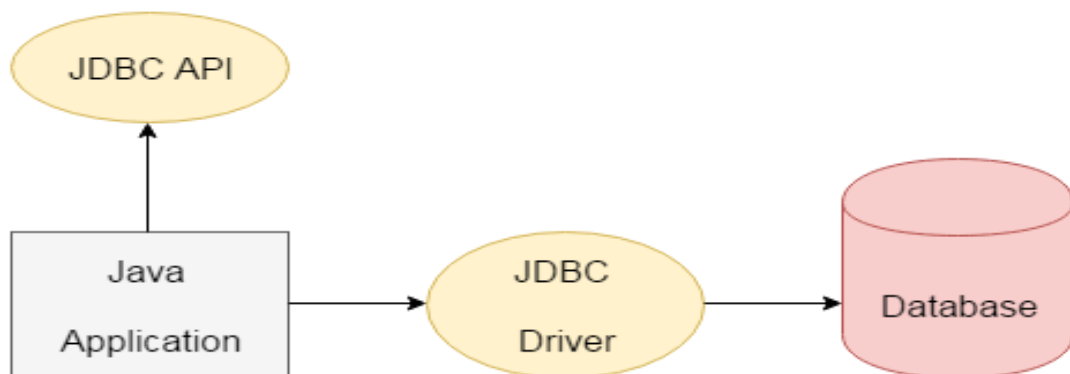 JDBC API
Java
Application
JDBC
Driver
Database